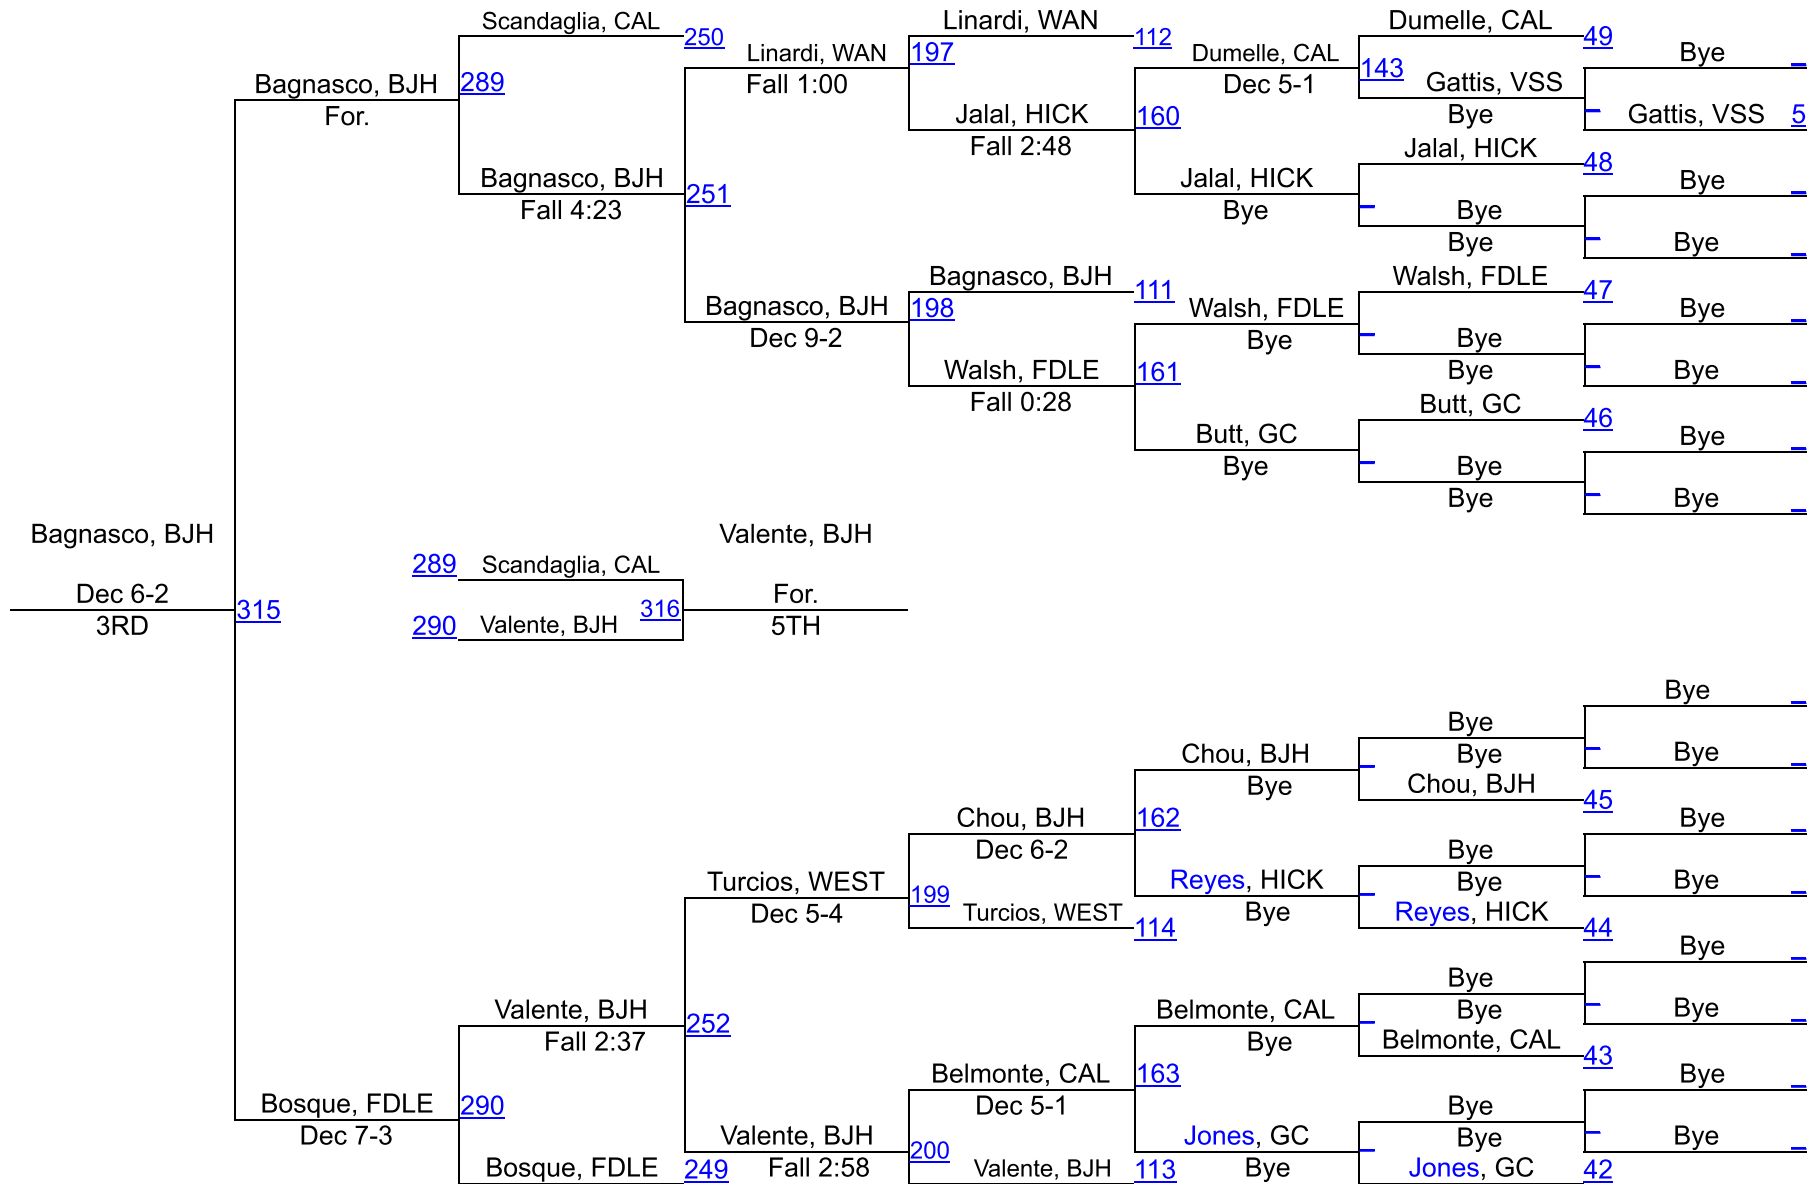 Scandaglia, CAL
250
Linardi, WAN
112
Dumelle, CAL
49
Bye
_
Bagnasco, BJH
289
Linardi, WAN
197
Dumelle, CAL
143
Gattis, VSS
For.
Fall 1:00
Dec 5-1
Bye
_
Gattis, VSS
5
Jalal, HICK
160
Fall 2:48
Jalal, HICK
48
Bye
_
Bagnasco, BJH
251
Jalal, HICK
_
Bye
Fall 4:23
Bye
Bye
_
Bye
_
Bagnasco, BJH
111
Walsh, FDLE
47
Bagnasco, BJH
198
Walsh, FDLE
_
Bye
_
Dec 9-2
Bye
Bye
Walsh, FDLE
161
Bye
_
Bye
_
Fall 0:28
Butt, GC
46
Butt, GC
_
Bye
_
Bye
Bye
Bye
_
Bye
_
Bagnasco, BJH
Valente, BJH
289
Scandaglia, CAL
Dec 6-2
315
316
For.
3RD
290
Valente, BJH
5TH
Bye
_
Bye
Chou, BJH
_
Bye
_
Bye
_
Bye
Chou, BJH
45
Chou, BJH
162
Bye
_
Dec 6-2
Bye
Turcios, WEST
199
Reyes, HICK
_
Bye
_
Bye
_
Dec 5-4
Turcios, WEST
114
Bye
Reyes, HICK
44
Bye
_
Bye
Valente, BJH
252
Belmonte, CAL
_
Bye
_
Bye
_
Fall 2:37
Bye
Belmonte, CAL
43
Belmonte, CAL
163
Bye
_
Bosque, FDLE
290
Dec 5-1
Bye
Dec 7-3
Valente, BJH
200
Jones, GC
_
Bye
_
Bye
_
Bosque, FDLE
249
Fall 2:58
Valente, BJH
113
Bye
Jones, GC
42